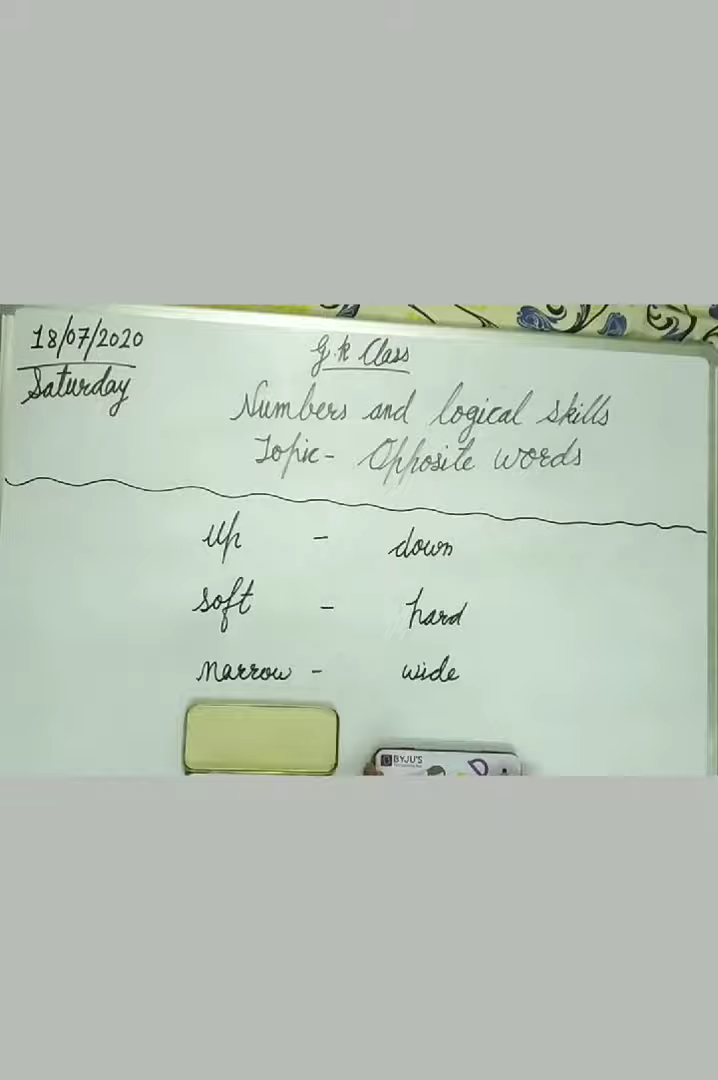 18/07/2020
Saturday
G.K Class
Numbers and logical skills
Topic- Opposite words
up - down
soft - hard
narrow - wide
BYJU'S